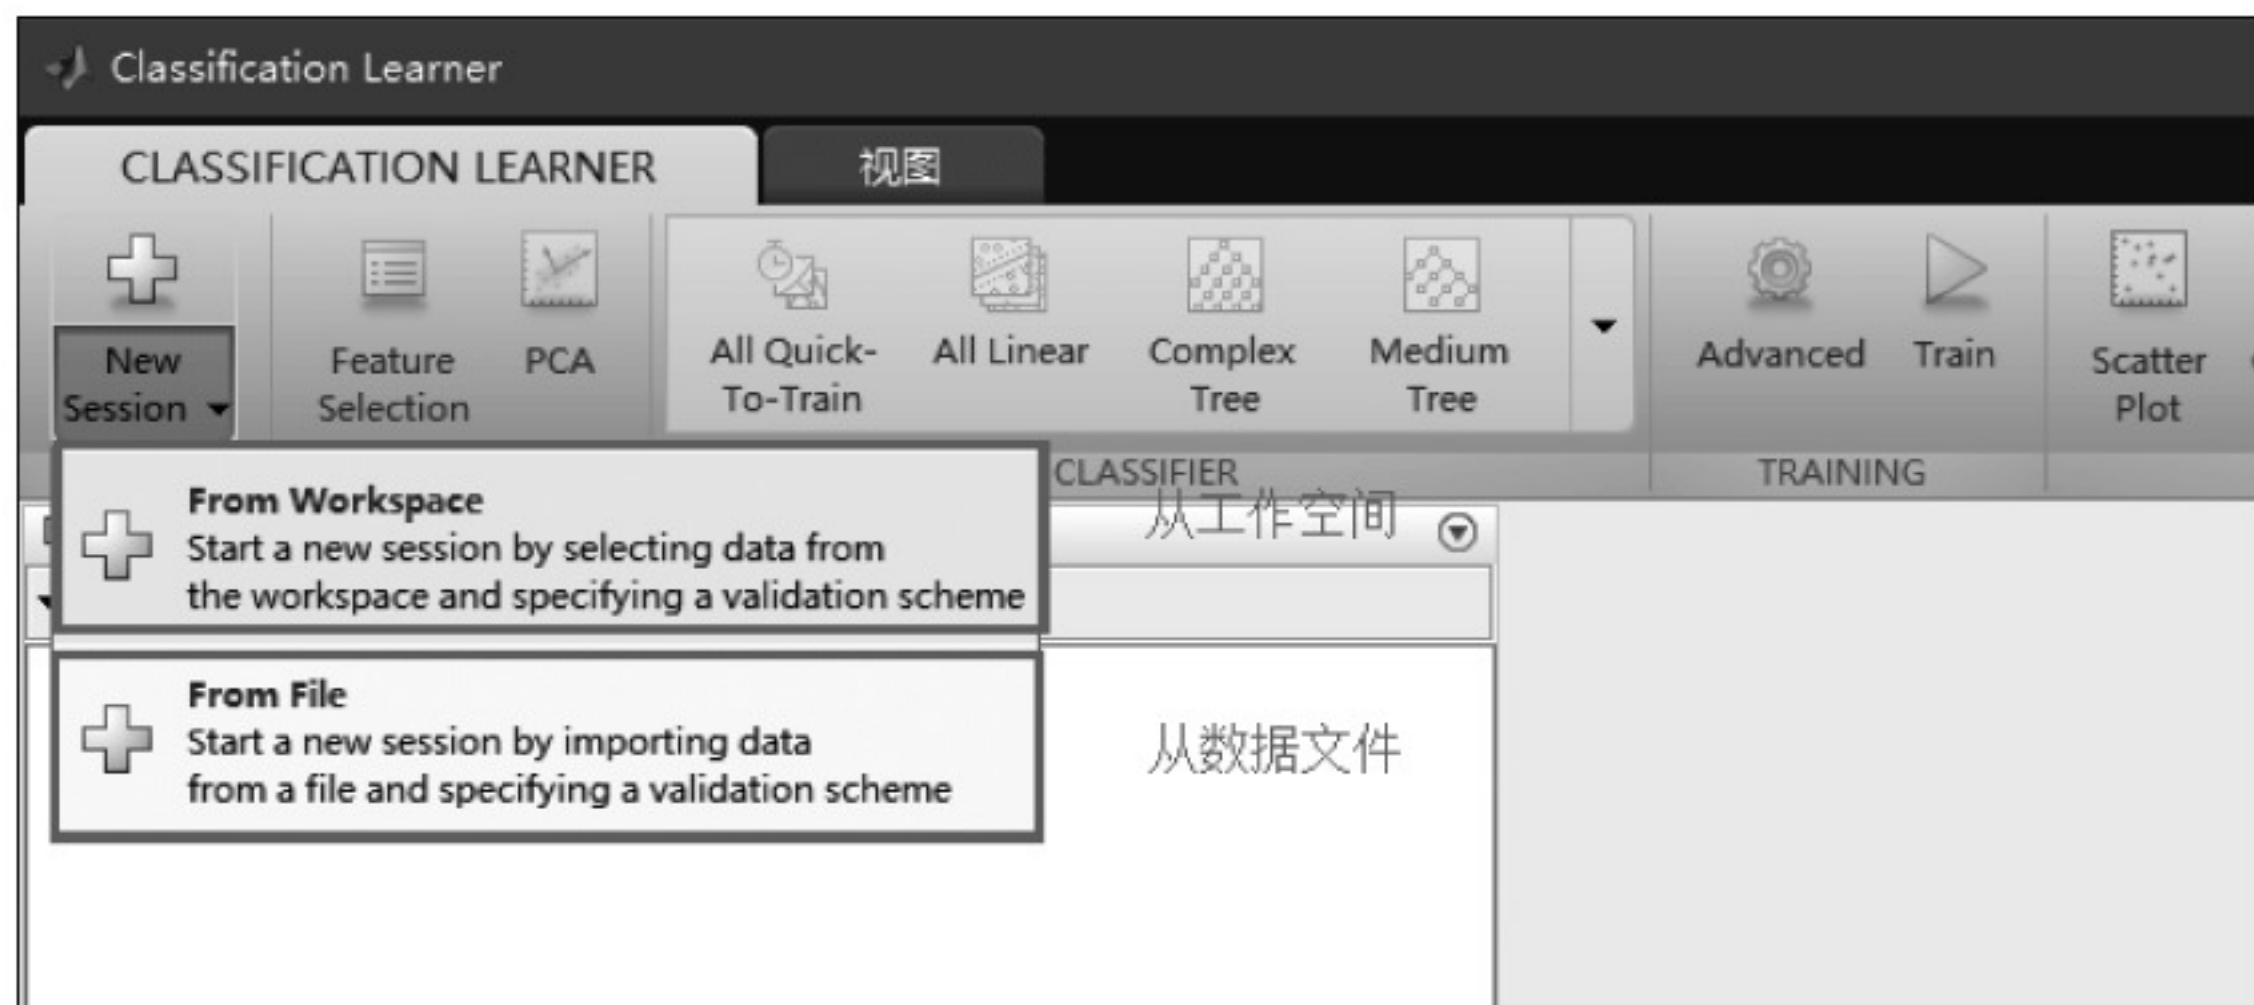 Classification Learner
CLASSIFICATION LEARNER
视图
New
Session
Feature
Selection
PCA
All Quick-
To-Train
All Linear
Complex
Tree
Medium
Tree
Advanced
Train
Scatter
Plot
CLASSIFIER
TRAINING
From Workspace
Start a new session by selecting data from
the workspace and specifying a validation scheme
从工作空间
From File
Start a new session by importing data
from a file and specifying a validation scheme
从数据文件